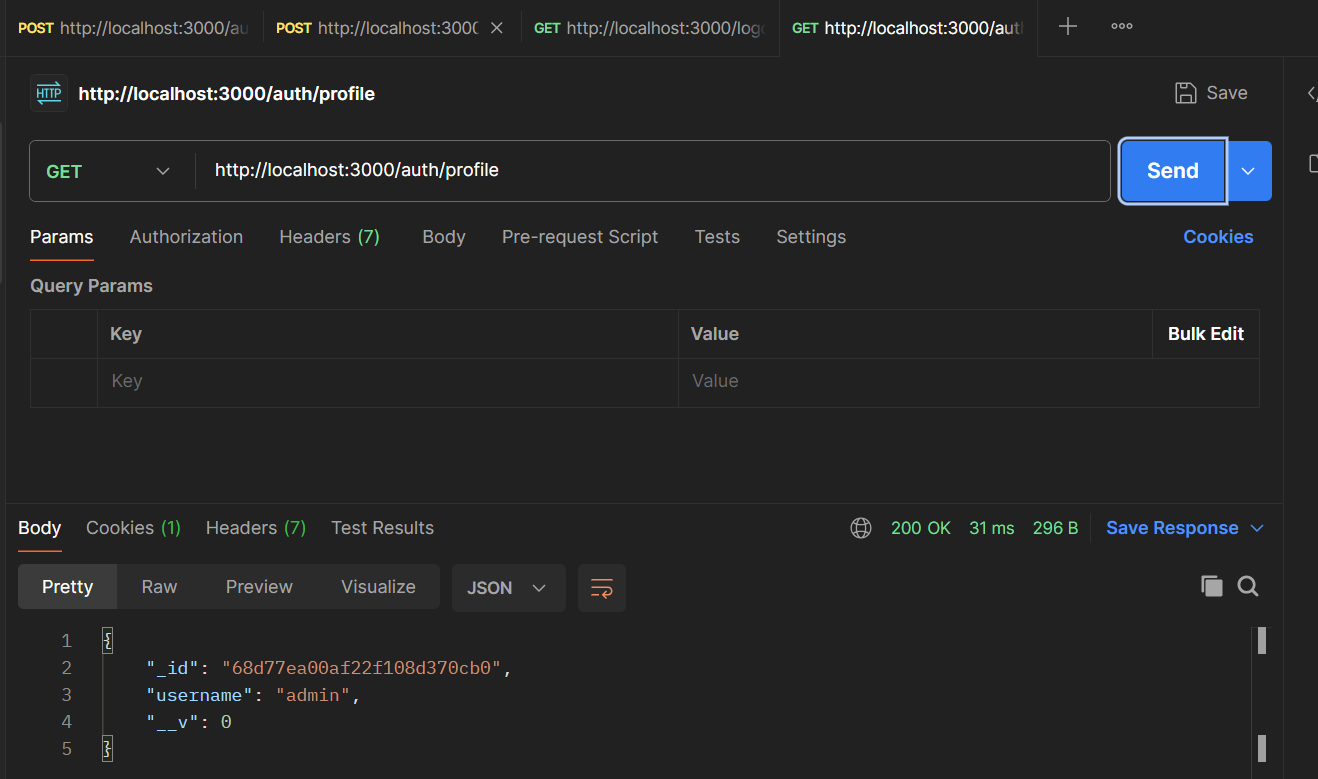 POST http://localhost:3000/au
POST http://localhost:3000
GET http://localhost:3000/logo
GET http://localhost:3000/aut
HTTP http://localhost:3000/auth/profile
Save
GET http://localhost:3000/auth/profile
Send
Params Authorization Headers (7) Body Pre-request Script Tests Settings Cookies
Query Params
Key Value Bulk Edit
Key Value
Body Cookies (1) Headers (7) Test Results 200 OK 31 ms 296 B Save Response
Pretty Raw Preview Visualize JSON
1 {
2 "_id": "68d77ea00af22f108d370cb0",
3 "username": "admin",
4 "__v": 0
5 }